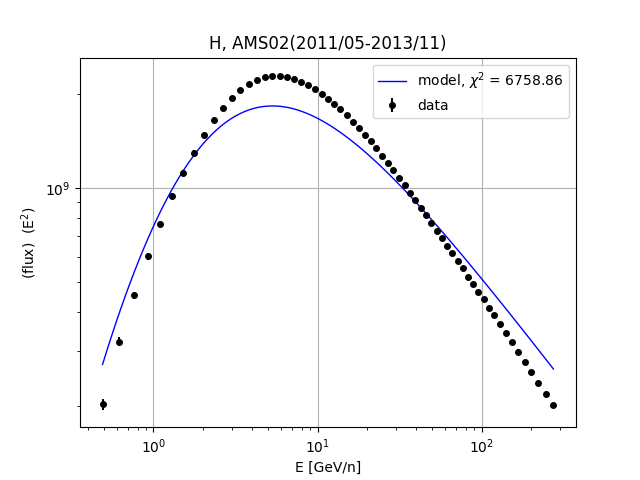 H, AMS02(2011/05-2013/11)
model, χ² = 6758.86
data
(flux) (E²)
10⁹
10⁰ 10¹ 10²
E [GeV/n]